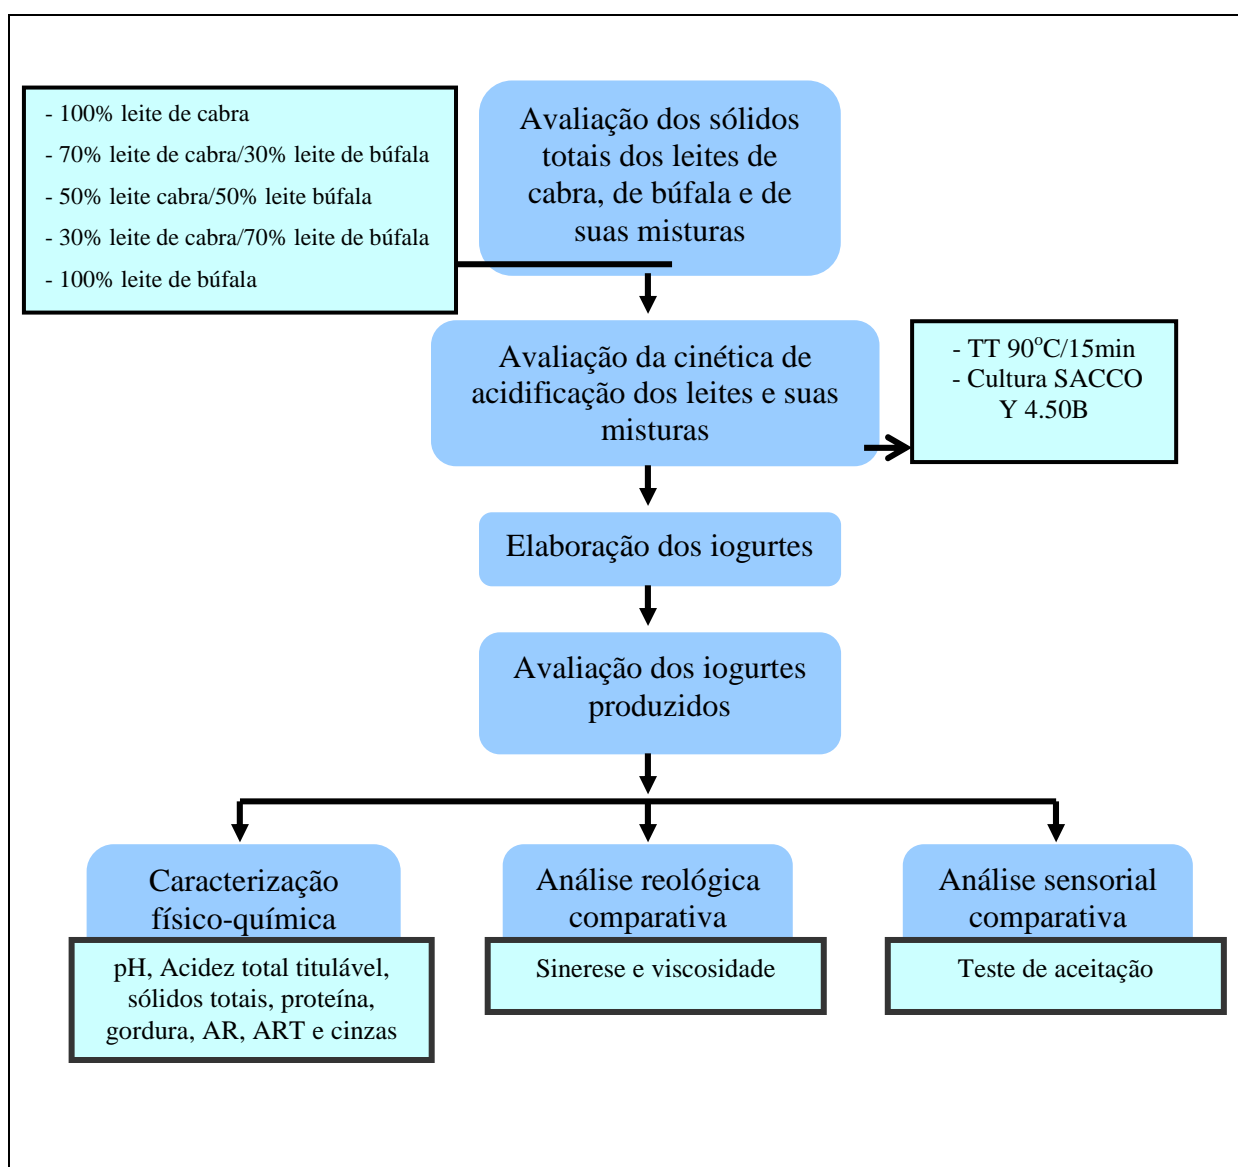 - 100% leite de cabra
- 70% leite de cabra/30% leite de búfala
- 50% leite cabra/50% leite búfala
- 30% leite de cabra/70% leite de búfala
- 100% leite de búfala
Avaliação dos sólidos
totais dos leites de
cabra, de búfala e de
suas misturas
Avaliação da cinética de
acidificação dos leites e suas
misturas
- TT 90°C/15min
- Cultura SACCO
Y 4.50B
Elaboração dos iogurtes
Avaliação dos iogurtes
produzidos
Caracterização
físico-química
pH, Acidez total titulável,
sólidos totais, proteína,
gordura, AR, ART e cinzas
Análise reológica
comparativa
Sinerese e viscosidade
Análise sensorial
comparativa
Teste de aceitação